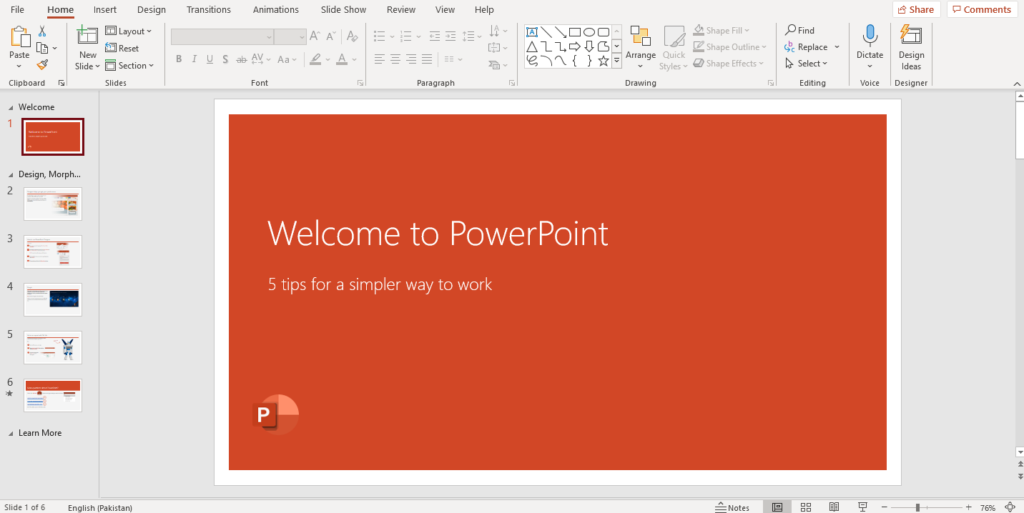 File Home Insert Design Transitions Animations Slide Show Review View Help Share Comments
Paste
New
Slide
Layout
Reset
Section
B I U S ab AV Aa A
Arrange
Quick
Styles
Shape Fill
Shape Outline
Shape Effects
Find
Replace
Select
Dictate
Design
Ideas
Clipboard Slides Font Paragraph Drawing Editing Voice Designer
Welcome
1
Design, Morph...
2
3
4
5
6
Learn More
Welcome to PowerPoint
5 tips for a simpler way to work
P
Slide 1 of 6 English (Pakistan) Notes 76%